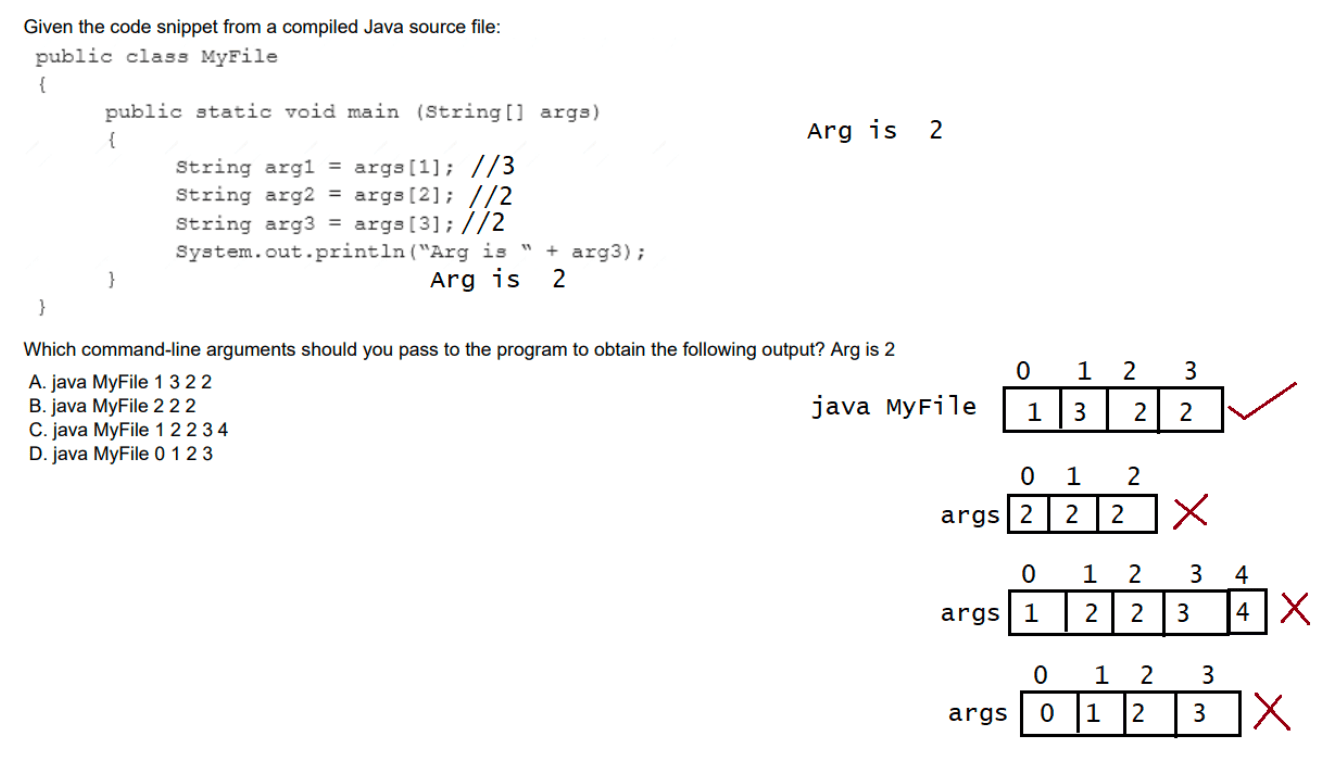 Given the code snippet from a compiled Java source file:
public class MyFile
{
public static void main (String[] args)
{
String arg1 = args[1]; //3
String arg2 = args[2]; //2
String arg3 = args[3]; //2
System.out.println("Arg is " + arg3);
} Arg is 2
}
Arg is 2
Which command-line arguments should you pass to the program to obtain the following output? Arg is 2
A. java MyFile 1 3 2 2
B. java MyFile 2 2 2
C. java MyFile 1 2 2 3 4
D. java MyFile 0 1 2 3
0 1 2 3
java MyFile 1 3 2 2
0 1 2
args 2 2 2
0 1 2 3 4
args 1 2 2 3 4
0 1 2 3
args 0 1 2 3